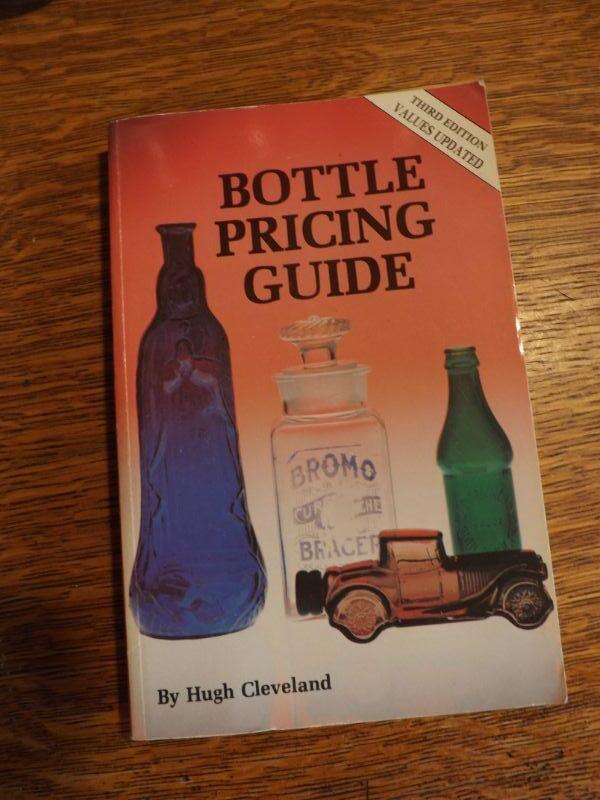 THIRD EDITION
VALUES UPDATED
BOTTLE
PRICING
GUIDE
BROMO
BRACER
By Hugh Cleveland